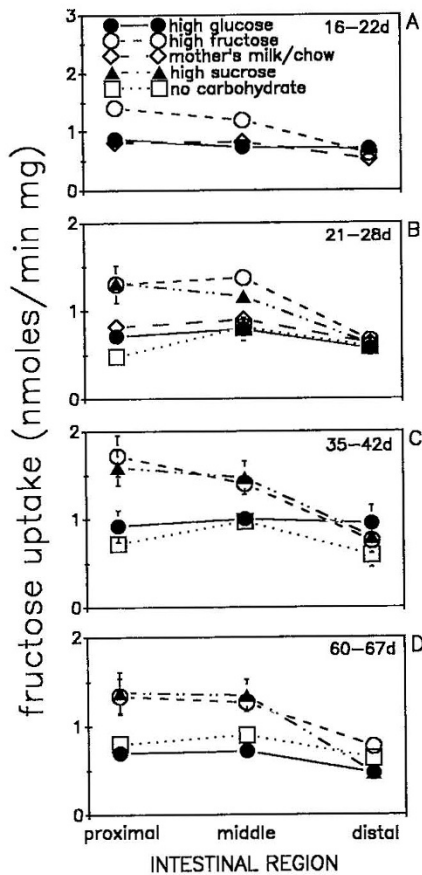 3
2
1
0
high glucose
high fructose
mother's milk/chow
high sucrose
no carbohydrate
16−22d
A
2
1
0
21−28d
B
2
1
0
35−42d
C
2
1
0
60−67d
D
proximal
middle
distal
INTESTINAL REGION
fructose uptake (nmoles/min mg)